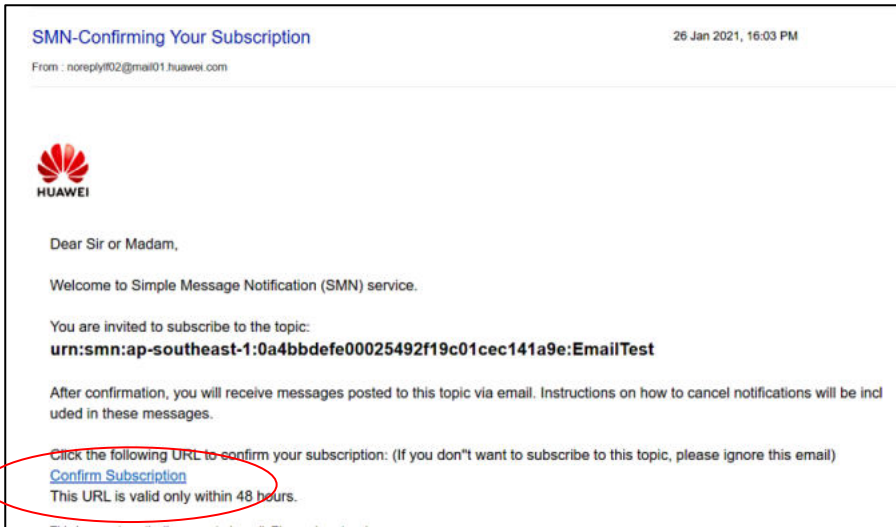 SMN-Confirming Your Subscription
26 Jan 2021, 16:03 PM
From : noreplylf02@mail01.huawei.com
HUAWEI
Dear Sir or Madam,
Welcome to Simple Message Notification (SMN) service.
You are invited to subscribe to the topic:
urn:smn:ap-southeast-1:0a4bbdefe00025492f19c01cec141a9e:EmailTest
After confirmation, you will receive messages posted to this topic via email. Instructions on how to cancel notifications will be incl
uded in these messages.
Click the following URL to confirm your subscription: (If you don"t want to subscribe to this topic, please ignore this email)
Confirm Subscription
This URL is valid only within 48 hours.